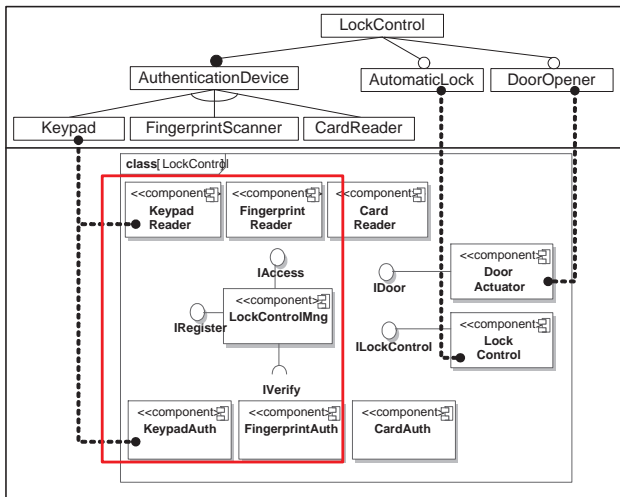 LockControl
AuthenticationDevice
AutomaticLock
DoorOpener
Keypad
FingerprintScanner
CardReader
class[ LockControl
<<component>>
Keypad
Reader
<<component>>
Fingerprint
Reader
<<component>>
Card
Reader
IAccess
<<component>>
LockControlMng
IRegister
IVerify
IDoor
<<component>>
Door
Actuator
ILockControl
<<component>>
Lock
Control
<<component>>
KeypadAuth
<<component>>
FingerprintAuth
<<component>>
CardAuth